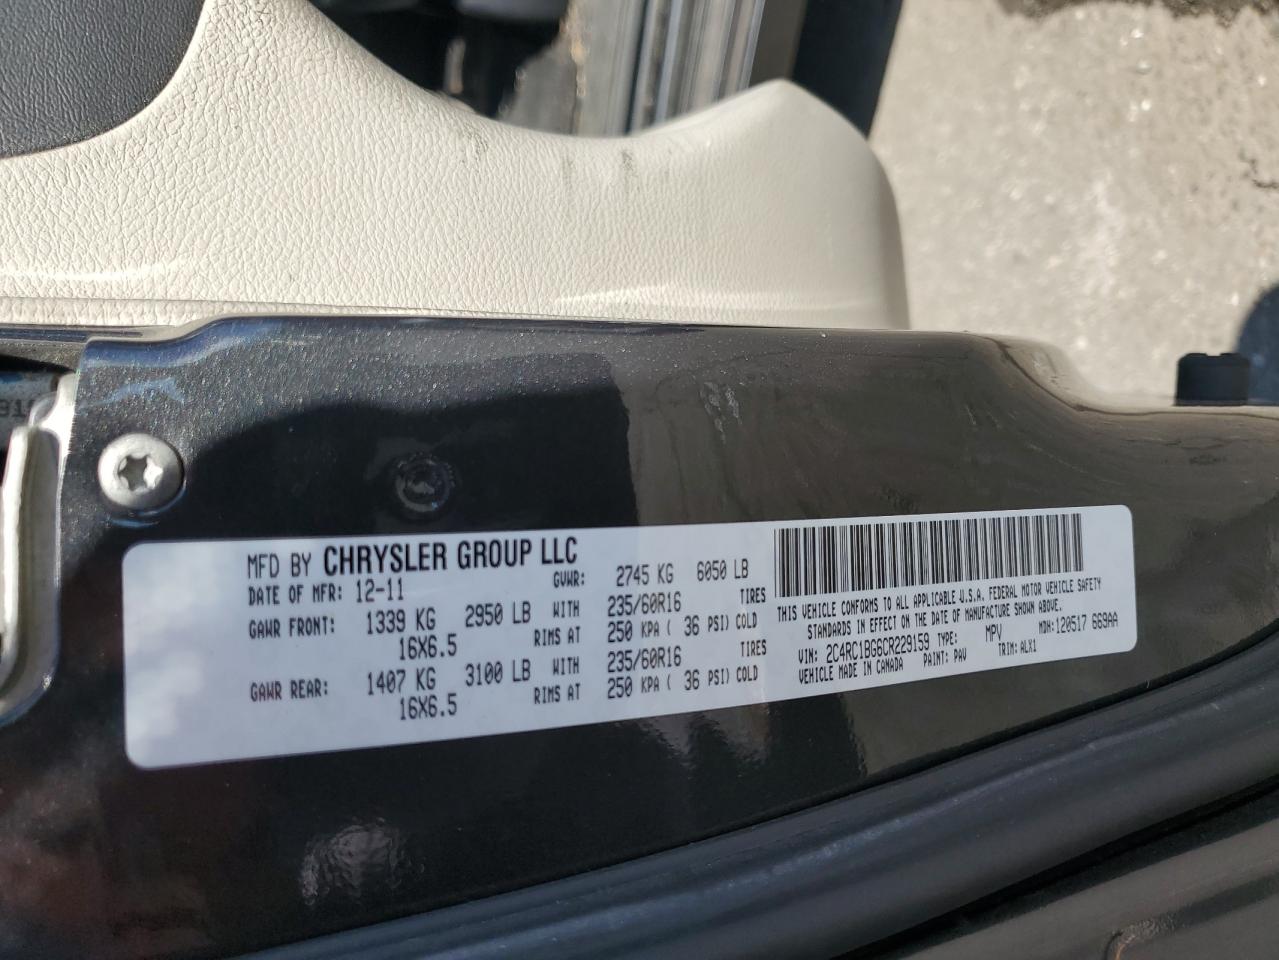 MFD BY CHRYSLER GROUP LLC
DATE OF MFR: 12-11 GVWR: 2745 KG 6050 LB
GAWR FRONT: 1339 KG 2950 LB WITH 235/60R16 TIRES
16X6.5 RIMS AT 250 KPA ( 36 PSI) COLD
GAWR REAR: 1407 KG 3100 LB WITH 235/60R16 TIRES
16X6.5 RIMS AT 250 KPA ( 36 PSI) COLD
THIS VEHICLE CONFORMS TO ALL APPLICABLE U.S.A. FEDERAL MOTOR VEHICLE SAFETY
STANDARDS IN EFFECT ON THE DATE OF MANUFACTURE SHOWN ABOVE.
VIN: 2C4RC1BG6CR229159 TYPE: MPV MDH: 120517 669AA
VEHICLE MADE IN CANADA PAINT: PAV TRIM: ALX1